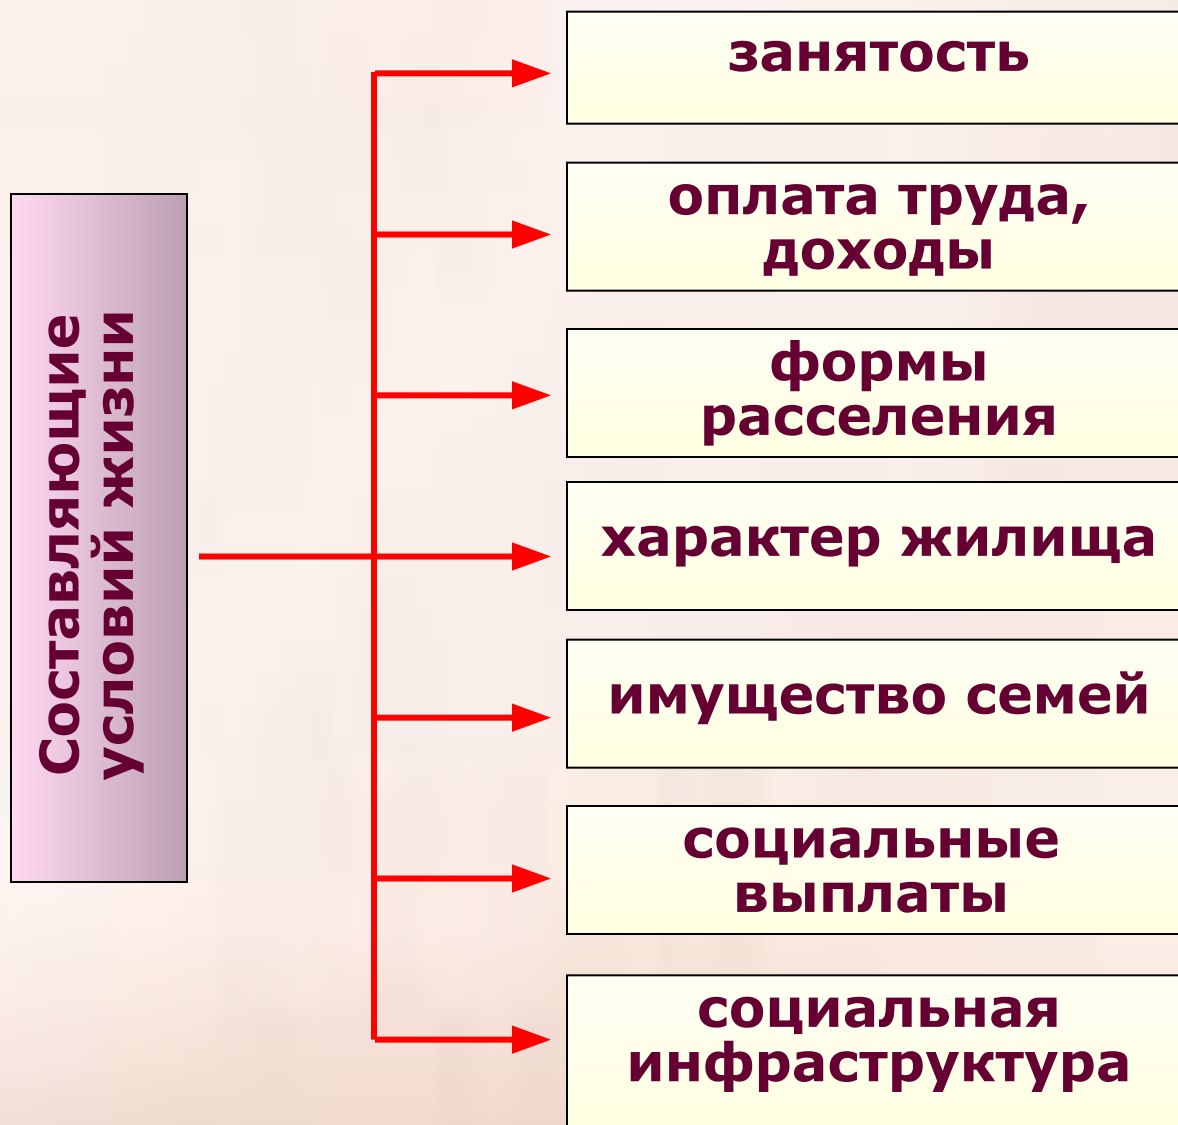 Составляющие
условий жизни
занятость
оплата труда,
доходы
формы
расселения
характер жилища
имущество семей
социальные
выплаты
социальная
инфраструктура